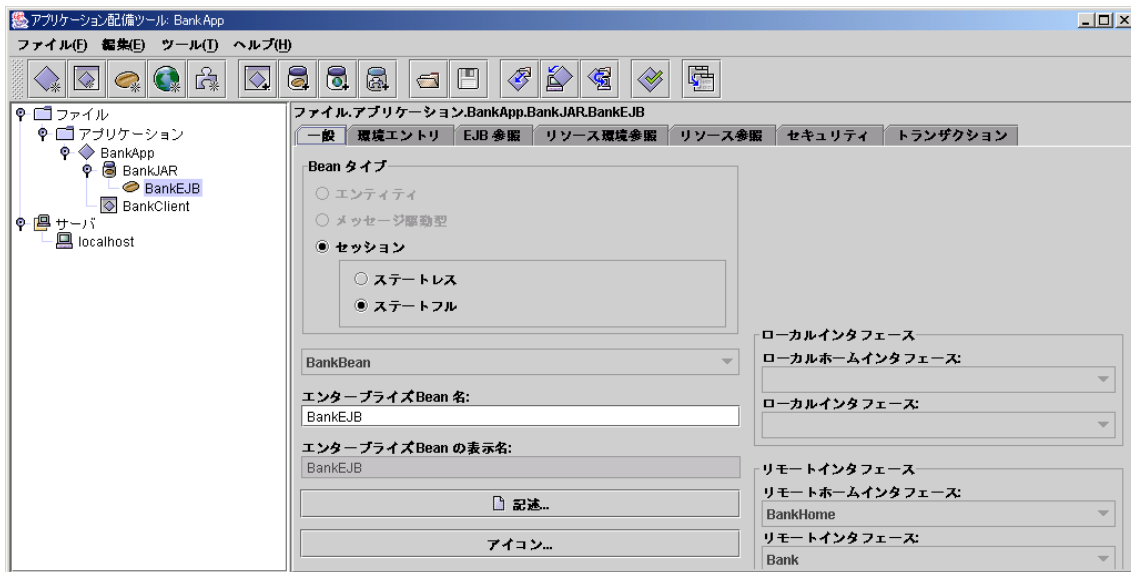 アプリケーション配備ツール: BankApp
ファイル(F) 編集(E) ツール(T) ヘルプ(H)
ファイル
アプリケーション
BankApp
BankJAR
BankEJB
BankClient
サーバ
localhost
ファイル.アプリケーション.BankApp.BankJAR.BankEJB
一般 環境エントリ EJB 参照 リソース環境参照 リソース参照 セキュリティ トランザクション
Bean タイプ
エンティティ
メッセージ駆動型
セッション
ステートレス
ステートフル
BankBean
エンタープライズBean 名:
BankEJB
エンタープライズBean の表示名:
BankEJB
記述...
アイコン...
ローカルインタフェース
ローカルホームインタフェース:
ローカルインタフェース:
リモートインタフェース
リモートホームインタフェース:
BankHome
リモートインタフェース:
Bank